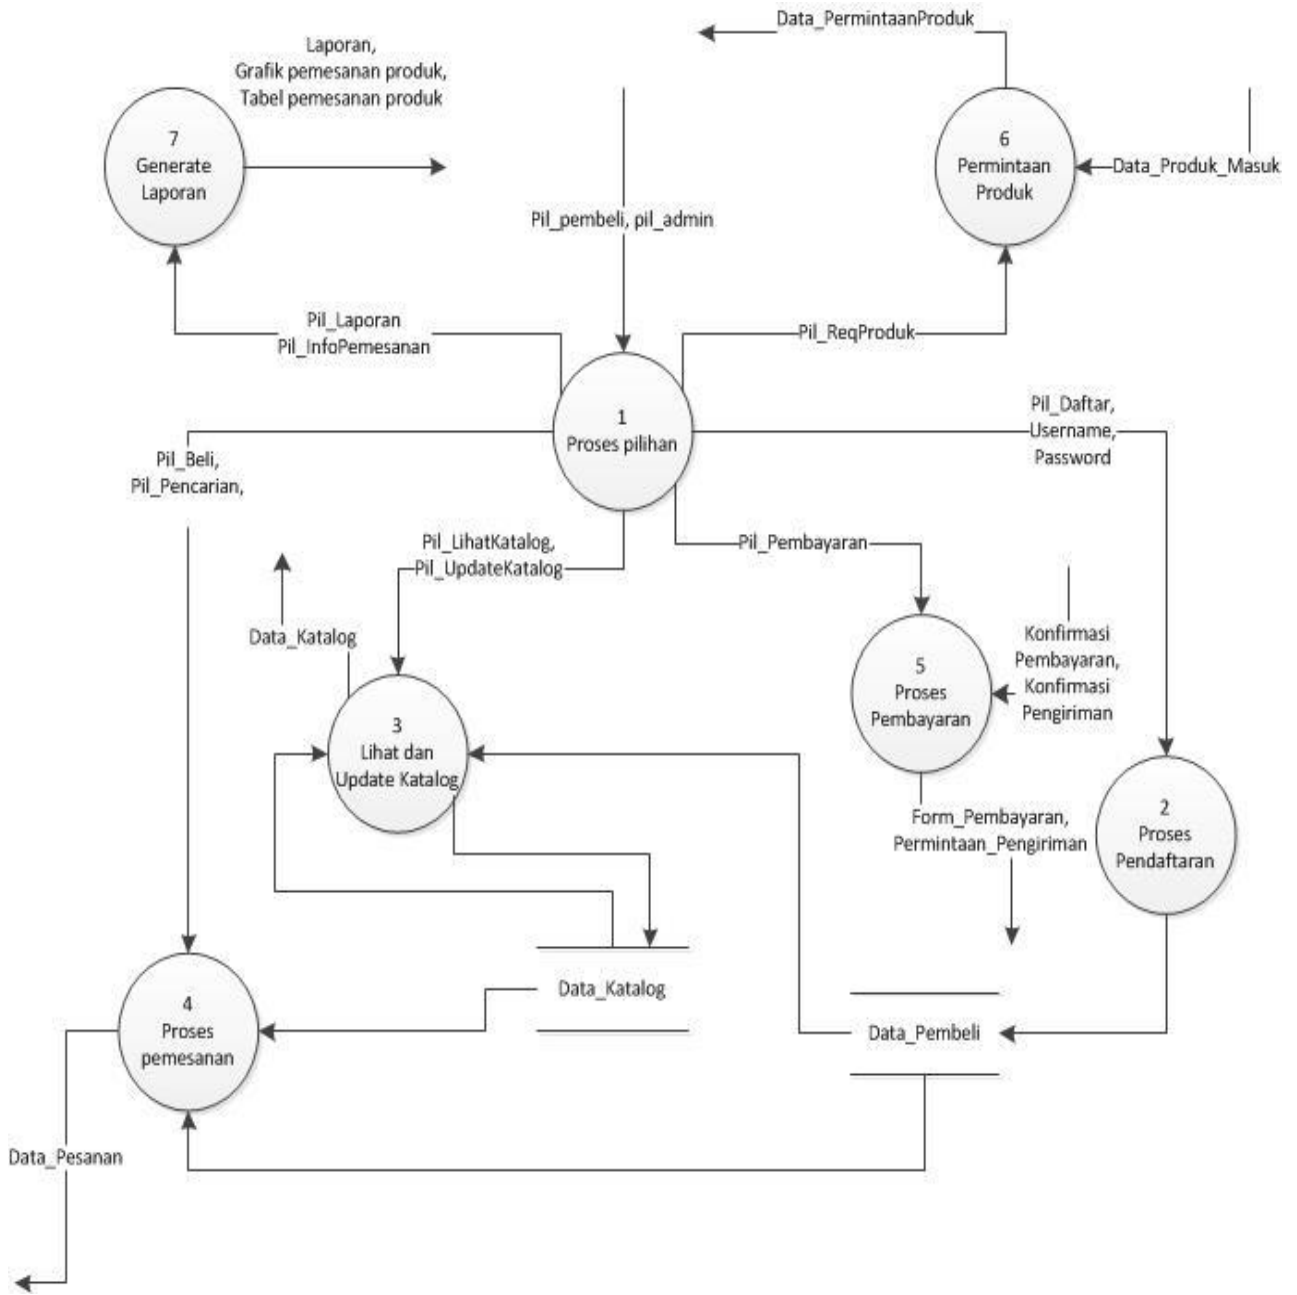 Data_PermintaanProduk
Laporan,
Grafik pemesanan produk,
Tabel pemesanan produk
7
Generate
Laporan
6
Permintaan
Produk
Data_Produk_Masuk
Pil_pembeli, pil_admin
Pil_Laporan
Pil_InfoPemesanan
Pil_ReqProduk
1
Proses pilihan
Pil_Daftar,
Username,
Password
Pil_Beli,
Pil_Pencarian,
Pil_LihatKatalog,
Pil_UpdateKatalog
Pil_Pembayaran
Data_Katalog
Konfirmasi
Pembayaran,
Konfirmasi
Pengiriman
5
Proses
Pembayaran
3
Lihat dan
Update Katalog
Form_Pembayaran,
Permintaan_Pengiriman
2
Proses
Pendaftaran
4
Proses
pemesanan
Data_Katalog
Data_Pembeli
Data_Pesanan